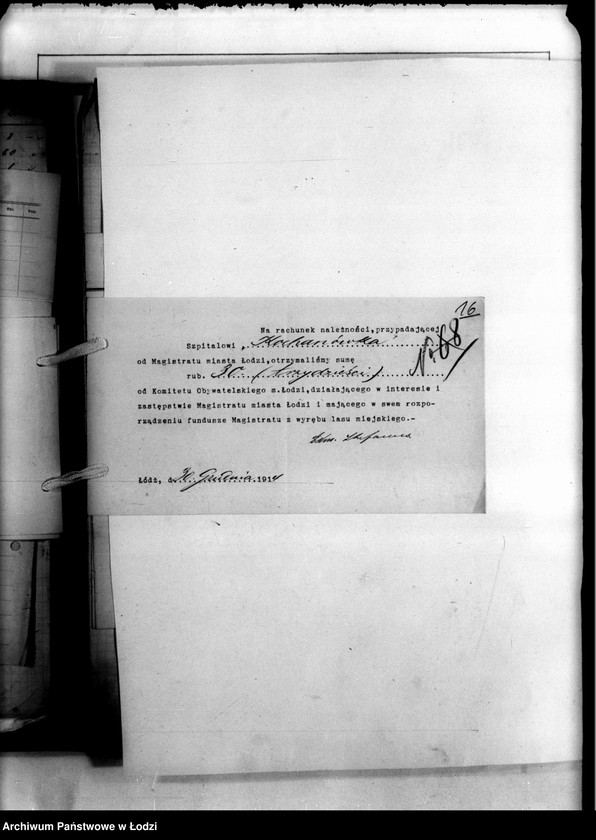 16
Na rachunek należności, przypadającej
Szpitalowi „Kochanówka"
No 68
od Magistratu miasta Łodzi, otrzymaliśmy sumę
rub. 30. (trzydzieści)
od Komitetu Obywatelskiego m.Łodzi, działającego w interesie i
zastępstwie Magistratu miasta Łodzi i mającego w swem rozpo-
rządzeniu fundusze Magistratu z wyrębu lasu miejskiego.-
Łódź, d. Grudnia 1914
Archiwum Państwowe w Łodzi